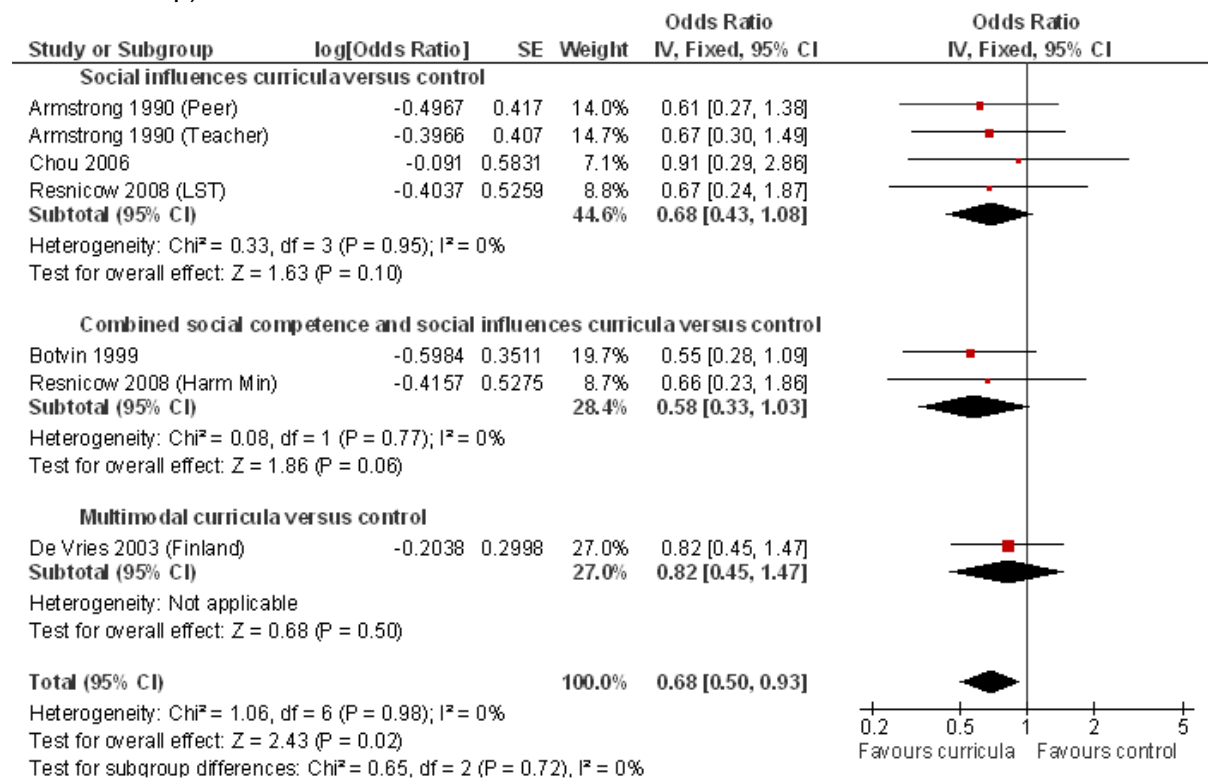 Odds Ratio Odds Ratio
Study or Subgroup log[Odds Ratio] SE Weight IV, Fixed, 95% CI IV, Fixed, 95% CI
Social influences curricula versus control
Armstrong 1990 (Peer) -0.4967 0.417 14.0% 0.61 [0.27, 1.38]
Armstrong 1990 (Teacher) -0.3966 0.407 14.7% 0.67 [0.30, 1.49]
Chou 2006 -0.091 0.5831 7.1% 0.91 [0.29, 2.86]
Resnicow 2008 (LST) -0.4037 0.5259 8.8% 0.67 [0.24, 1.87]
Subtotal (95% CI) 44.6% 0.68 [0.43, 1.08]
Heterogeneity: Chi² = 0.33, df = 3 (P = 0.95); I² = 0%
Test for overall effect: Z = 1.63 (P = 0.10)
Combined social competence and social influences curricula versus control
Botvin 1999 -0.5984 0.3511 19.7% 0.55 [0.28, 1.09]
Resnicow 2008 (Harm Min) -0.4157 0.5275 8.7% 0.66 [0.23, 1.86]
Subtotal (95% CI) 28.4% 0.58 [0.33, 1.03]
Heterogeneity: Chi² = 0.08, df = 1 (P = 0.77); I² = 0%
Test for overall effect: Z = 1.86 (P = 0.06)
Multimodal curricula versus control
De Vries 2003 (Finland) -0.2038 0.2998 27.0% 0.82 [0.45, 1.47]
Subtotal (95% CI) 27.0% 0.82 [0.45, 1.47]
Heterogeneity: Not applicable
Test for overall effect: Z = 0.68 (P = 0.50)
Total (95% CI) 100.0% 0.68 [0.50, 0.93]
Heterogeneity: Chi² = 1.06, df = 6 (P = 0.98); I² = 0%
Test for overall effect: Z = 2.43 (P = 0.02)
Test for subgroup differences: Chi² = 0.65, df = 2 (P = 0.72), I² = 0%
0.2 0.5 1 2 5
Favours curricula Favours control